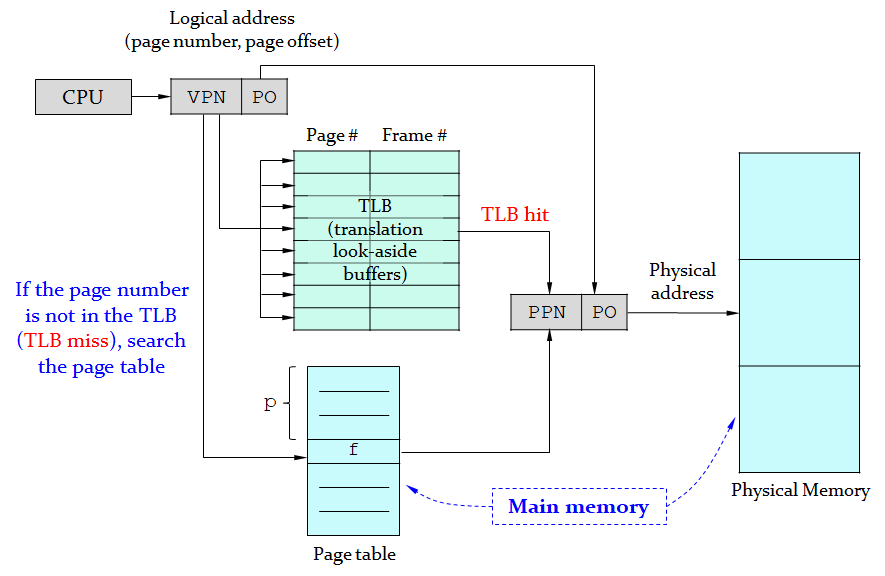 Logical address
(page number, page offset)
CPU
VPN
PO
Page #
Frame #
TLB
(translation
look-aside
buffers)
TLB hit
If the page number
is not in the TLB
(TLB miss), search
the page table
PPN
PO
Physical
address
p
f
Page table
Main memory
Physical Memory